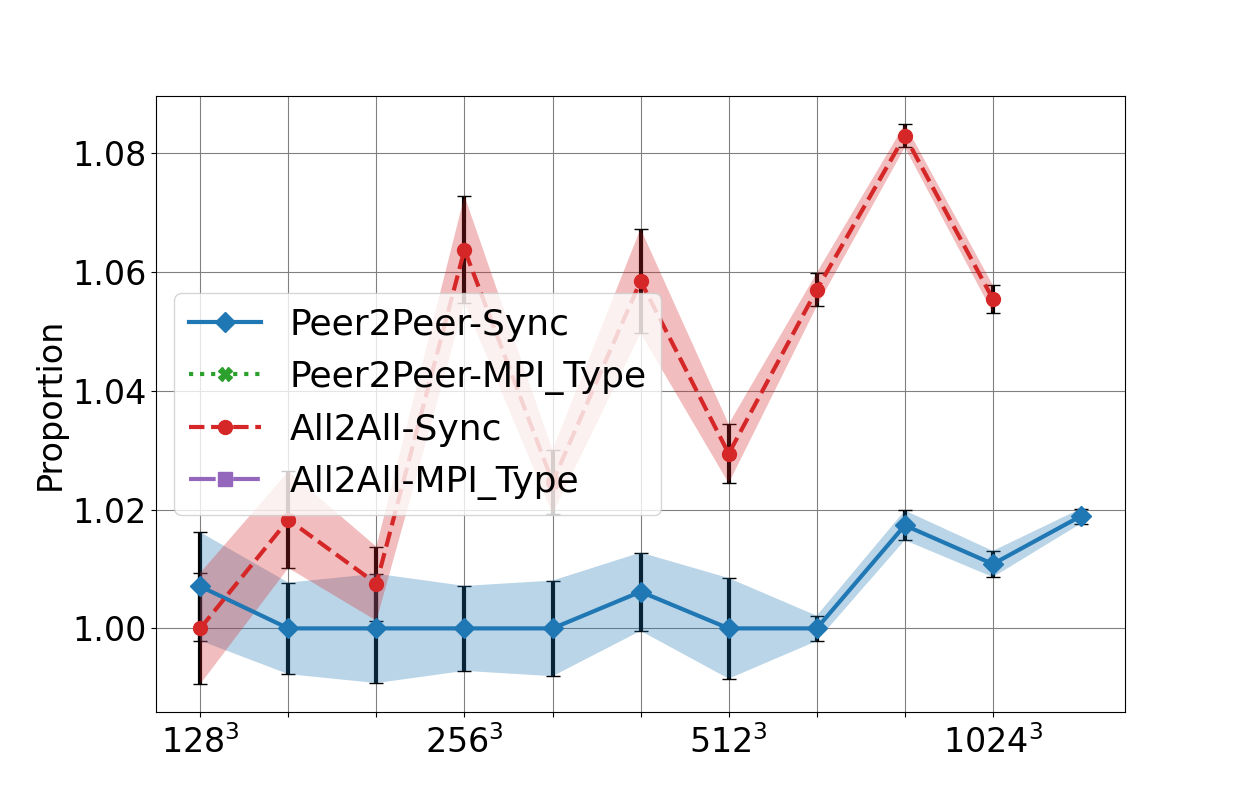 1.08
1.06
1.04
1.02
1.00
Proportion
Peer2Peer-Sync
Peer2Peer-MPI_Type
All2All-Sync
All2All-MPI_Type
128³ 256³ 512³ 1024³